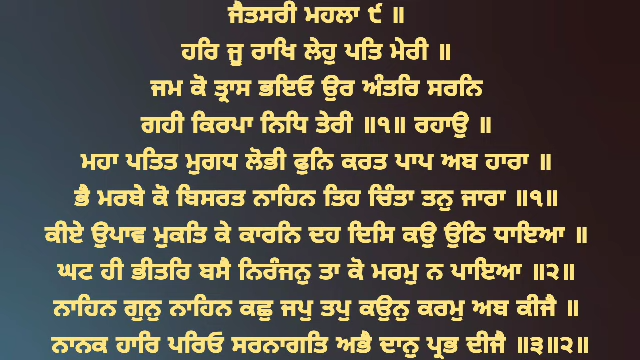 ਜੈਤਸਰੀ ਮਹਲਾ ੯ ॥
ਹਰਿ ਜੂ ਰਾਖਿ ਲੇਹੁ ਪਤਿ ਮੇਰੀ ॥
ਜਮ ਕੋ ਤ੍ਰਾਸ ਭਇਓ ਉਰ ਅੰਤਰਿ ਸਰਨਿ
ਗਹੀ ਕਿਰਪਾ ਨਿਧਿ ਤੇਰੀ ॥੧॥ ਰਹਾਉ ॥
ਮਹਾ ਪਤਿਤ ਮੁਗਧ ਲੋਭੀ ਫੁਨਿ ਕਰਤ ਪਾਪ ਅਬ ਹਾਰਾ ॥
ਭੈ ਮਰਬੇ ਕੋ ਬਿਸਰਤ ਨਾਹਿਨ ਤਿਹ ਚਿੰਤਾ ਤਨੁ ਜਾਰਾ ॥੧॥
ਕੀਏ ਉਪਾਵ ਮੁਕਤਿ ਕੇ ਕਾਰਨਿ ਦਹ ਦਿਸਿ ਕਉ ਉਠਿ ਧਾਇਆ ॥
ਘਟ ਹੀ ਭੀਤਰਿ ਬਸੈ ਨਿਰੰਜਨੁ ਤਾ ਕੋ ਮਰਮੁ ਨ ਪਾਇਆ ॥੨॥
ਨਾਹਿਨ ਗੁਨੁ ਨਾਹਿਨ ਕਛੁ ਜਪੁ ਤਪੁ ਕਉਨੁ ਕਰਮੁ ਅਬ ਕੀਜੈ ॥
ਨਾਨਕ ਹਾਰਿ ਪਰਿਓ ਸਰਨਾਗਤਿ ਅਭੈ ਦਾਨੁ ਪ੍ਰਭ ਦੀਜੈ ॥੩॥੨॥